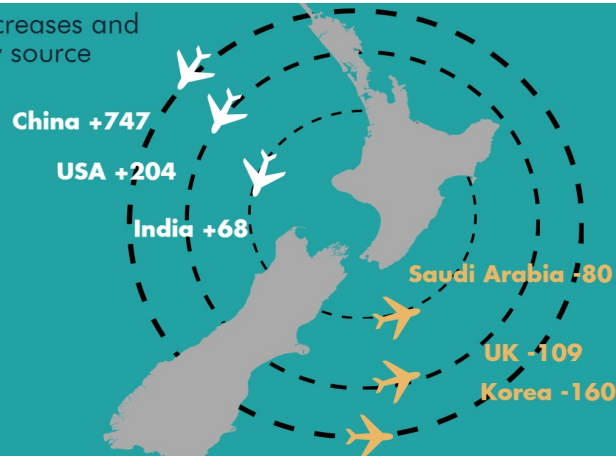 creases and
source
China +747
USA +204
India +68
Saudi Arabia -80
UK -109
Korea -160